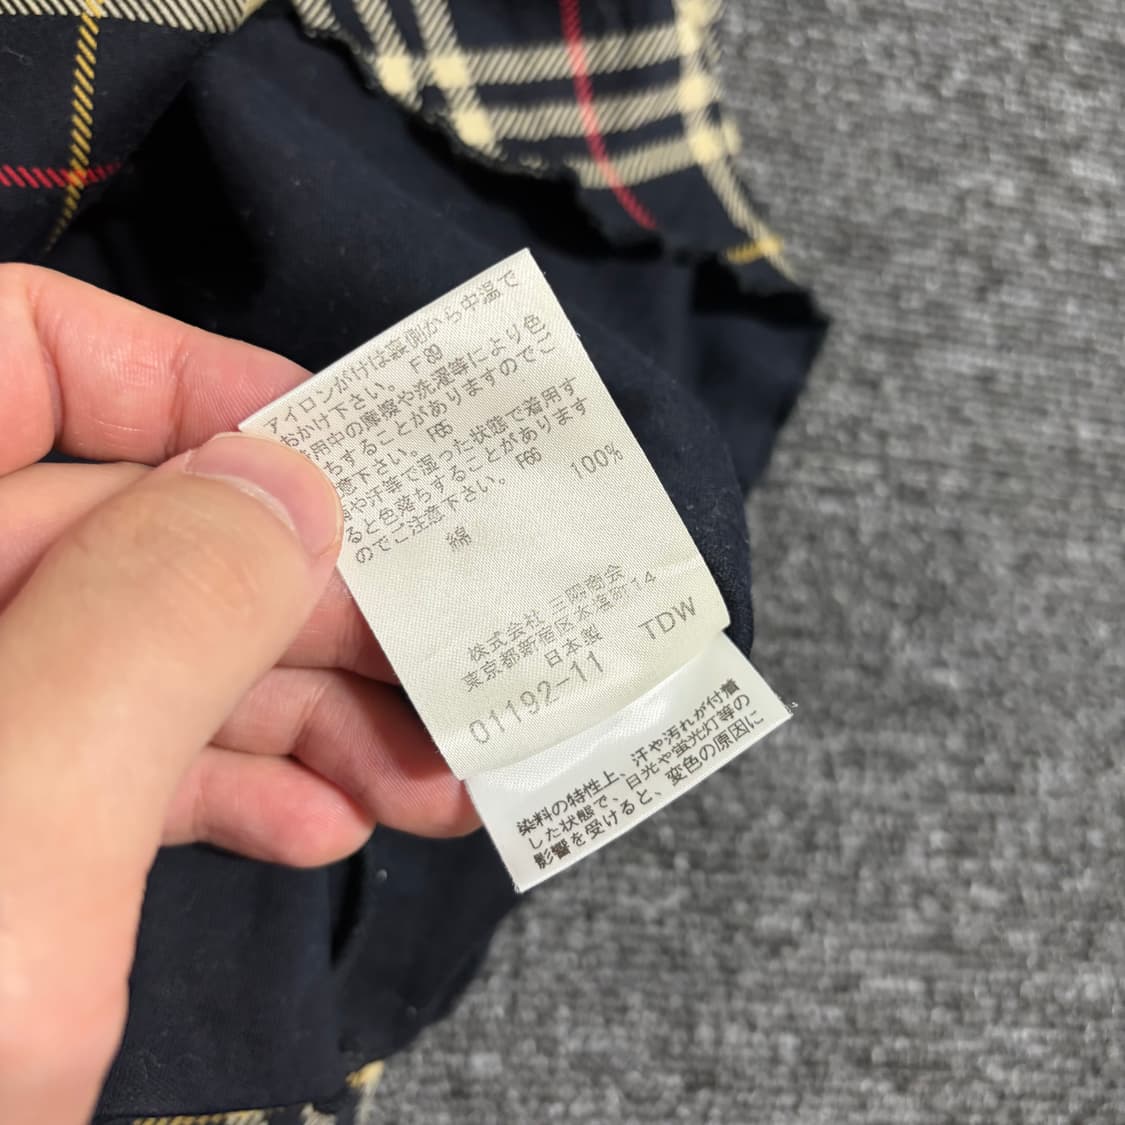 アイロンがけは裏側から中温で
おかけ下さい。 F89
着用中の摩擦や洗濯等により色
落ちすることがありますのでご
注意下さい。 F65
雨や汗等で湿った状態で着用す
ると色落ちすることがあります
のでご注意下さい。 F66
綿 100%
株式会社 三陽商会
東京都新宿区本塩町14
日本製 TDW
01192-11
染料の特性上、汗や汚れが付着
した状態で、日光や蛍光灯等の
影響を受けると、変色の原因に